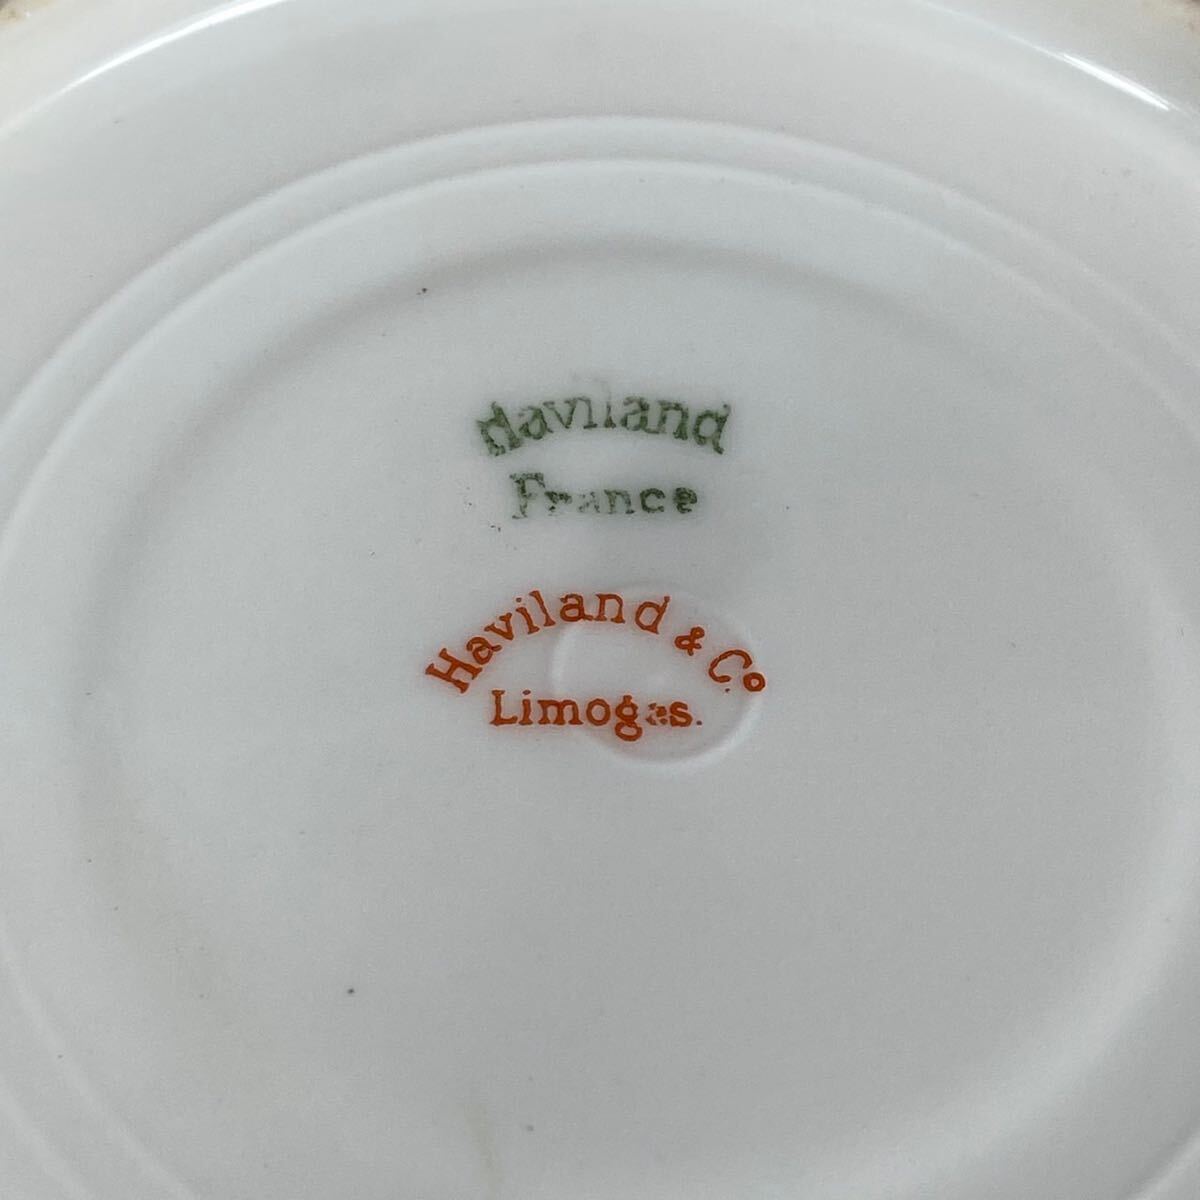 Haviland
France
Haviland & Co.
Limoges.